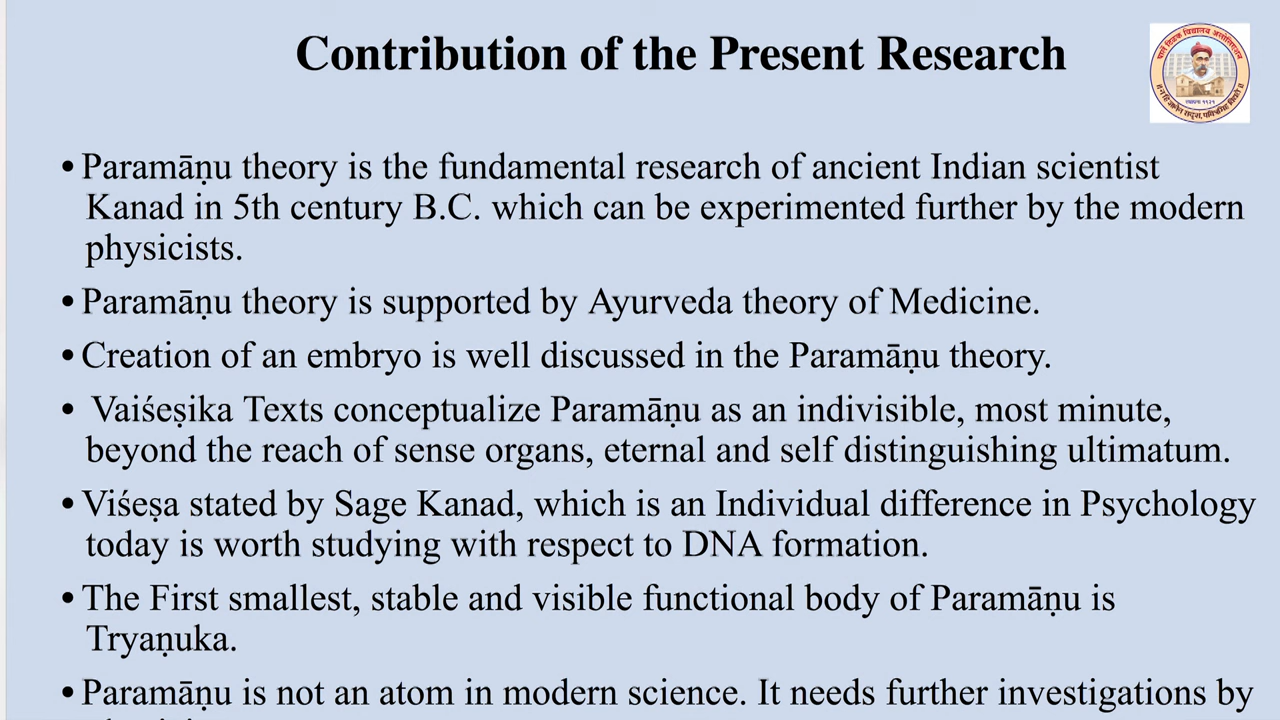 Contribution of the Present Research
• Paramāṇu theory is the fundamental research of ancient Indian scientist
Kanad in 5th century B.C. which can be experimented further by the modern
physicists.
• Paramāṇu theory is supported by Ayurveda theory of Medicine.
• Creation of an embryo is well discussed in the Paramāṇu theory.
• Vaiśeṣika Texts conceptualize Paramāṇu as an indivisible, most minute,
beyond the reach of sense organs, eternal and self distinguishing ultimatum.
• Viśeṣa stated by Sage Kanad, which is an Individual difference in Psychology
today is worth studying with respect to DNA formation.
• The First smallest, stable and visible functional body of Paramāṇu is
Tryaṇuka.
• Paramāṇu is not an atom in modern science. It needs further investigations by